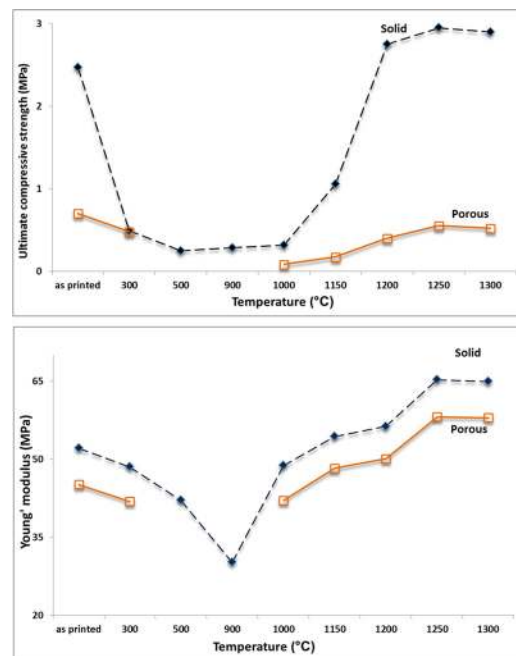 Ultimate compressive strength (MPa)
3
2
1
0
Solid
Porous
as printed 300 500 900 1000 1150 1200 1250 1300
Temperature (°C)
Young' modulus (MPa)
65
50
35
20
Solid
Porous
as printed 300 500 900 1000 1150 1200 1250 1300
Temperature (°C)